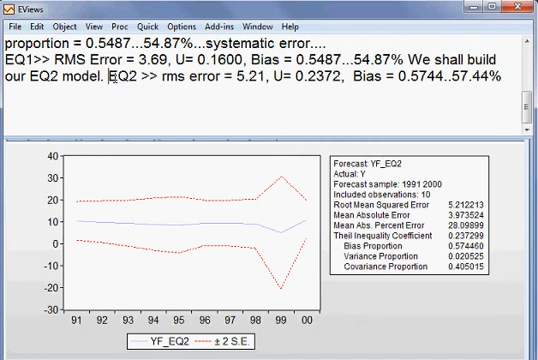 EViews
File Edit Object View Proc Quick Options Add-ins Window Help
proportion = 0.5487...54.87%...systematic error....
EQ1>> RMS Error = 3.69, U= 0.1600, Bias = 0.5487...54.87% We shall build
our EQ2 model. EQ2 >> rms error = 5.21, U= 0.2372, Bias = 0.5744..57.44%
40
30
20
10
0
-10
-20
-30
91 92 93 94 95 96 97 98 99 00
YF_EQ2 ± 2 S.E.
Forecast: YF_EQ2
Actual: Y
Forecast sample: 1991 2000
Included observations: 10
Root Mean Squared Error 5.212213
Mean Absolute Error 3.973524
Mean Abs. Percent Error 28.09899
Theil Inequality Coefficient 0.237299
Bias Proportion 0.574460
Variance Proportion 0.020525
Covariance Proportion 0.405015